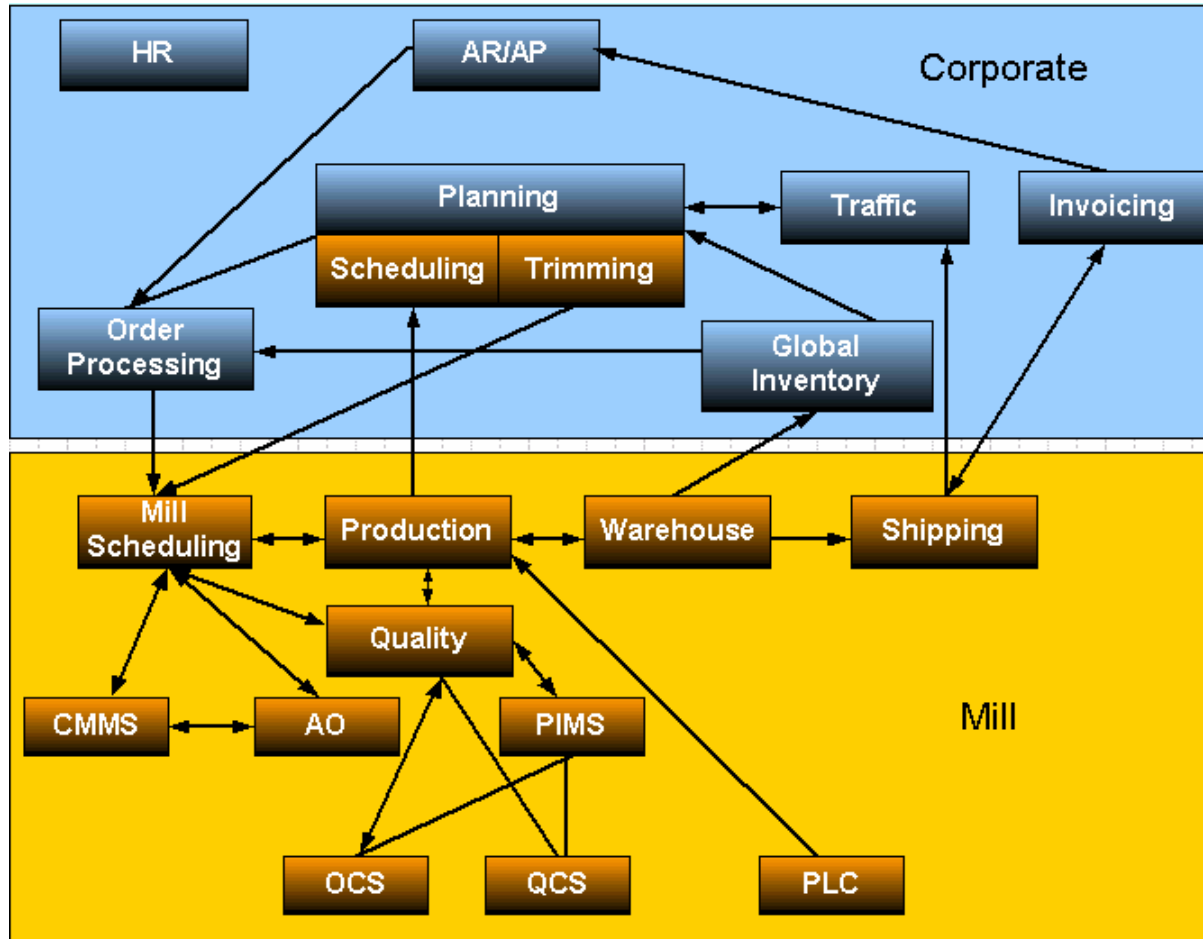 HR
AR/AP
Corporate
Planning
Traffic
Invoicing
Scheduling
Trimming
Order
Processing
Global
Inventory
Mill
Scheduling
Production
Warehouse
Shipping
Quality
CMMS
AO
PIMS
Mill
OCS
QCS
PLC